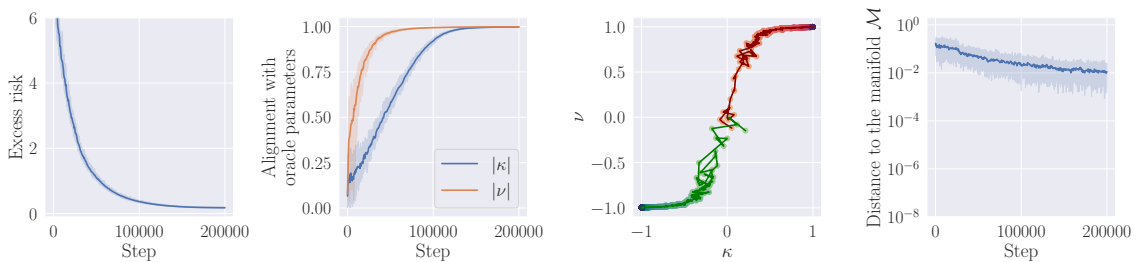 Excess risk
6
4
2
0
0
100000
200000
Step
Alignment with
oracle parameters
1.00
0.75
0.50
0.25
0.00
|κ|
|ν|
0
100000
200000
Step
ν
1.0
0.5
0.0
−0.5
−1.0
−1
0
1
κ
Distance to the manifold ℳ
10⁰
10⁻²
10⁻⁴
10⁻⁶
10⁻⁸
0
100000
200000
Step